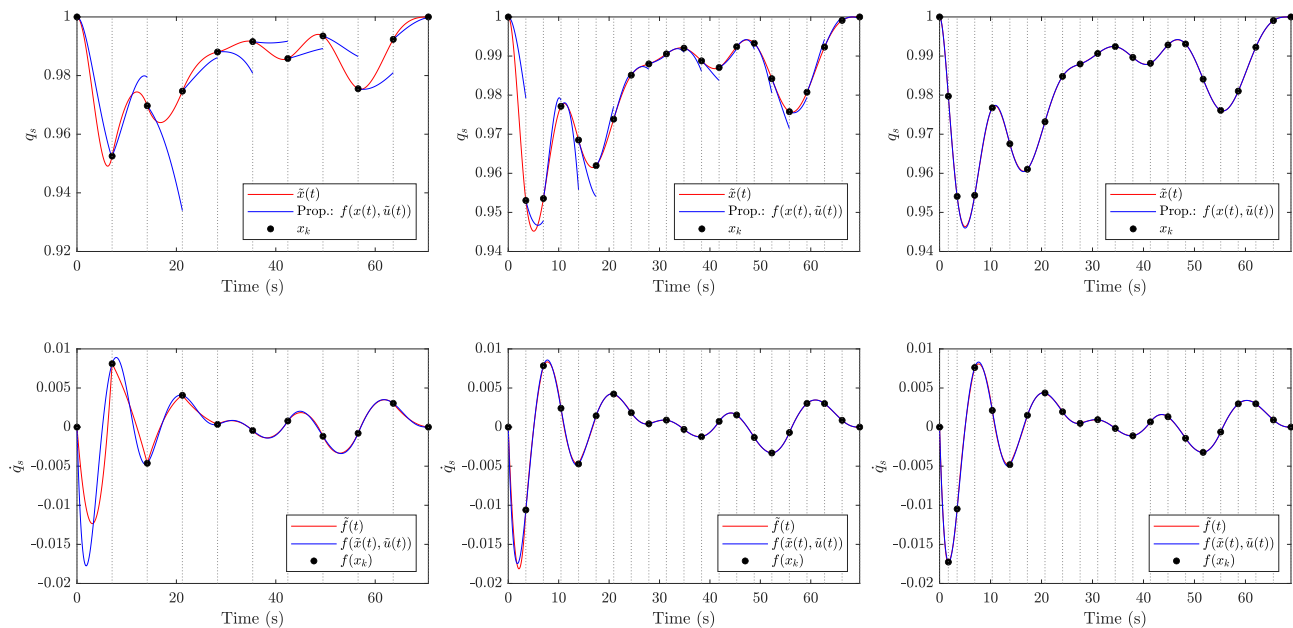 1
0.98
0.96
0.94
0.92
q_s
0 20 40 60
Time (s)
x̃(t)
Prop.: f(x(t), ũ(t))
x_k
1
0.99
0.98
0.97
0.96
0.95
0.94
q_s
0 10 20 30 40 50 60
Time (s)
x̃(t)
Prop.: f(x(t), ũ(t))
x_k
1
0.99
0.98
0.97
0.96
0.95
0.94
q_s
0 10 20 30 40 50 60
Time (s)
x̃(t)
Prop.: f(x(t), ũ(t))
x_k
0.01
0.005
0
-0.005
-0.01
-0.015
-0.02
q̇_s
0 20 40 60
Time (s)
f̃(t)
f(x̃(t), ũ(t))
f(x_k)
0.01
0.005
0
-0.005
-0.01
-0.015
-0.02
q̇_s
0 10 20 30 40 50 60
Time (s)
f̃(t)
f(x̃(t), ũ(t))
f(x_k)
0.01
0.005
0
-0.005
-0.01
-0.015
-0.02
q̇_s
0 10 20 30 40 50 60
Time (s)
f̃(t)
f(x̃(t), ũ(t))
f(x_k)